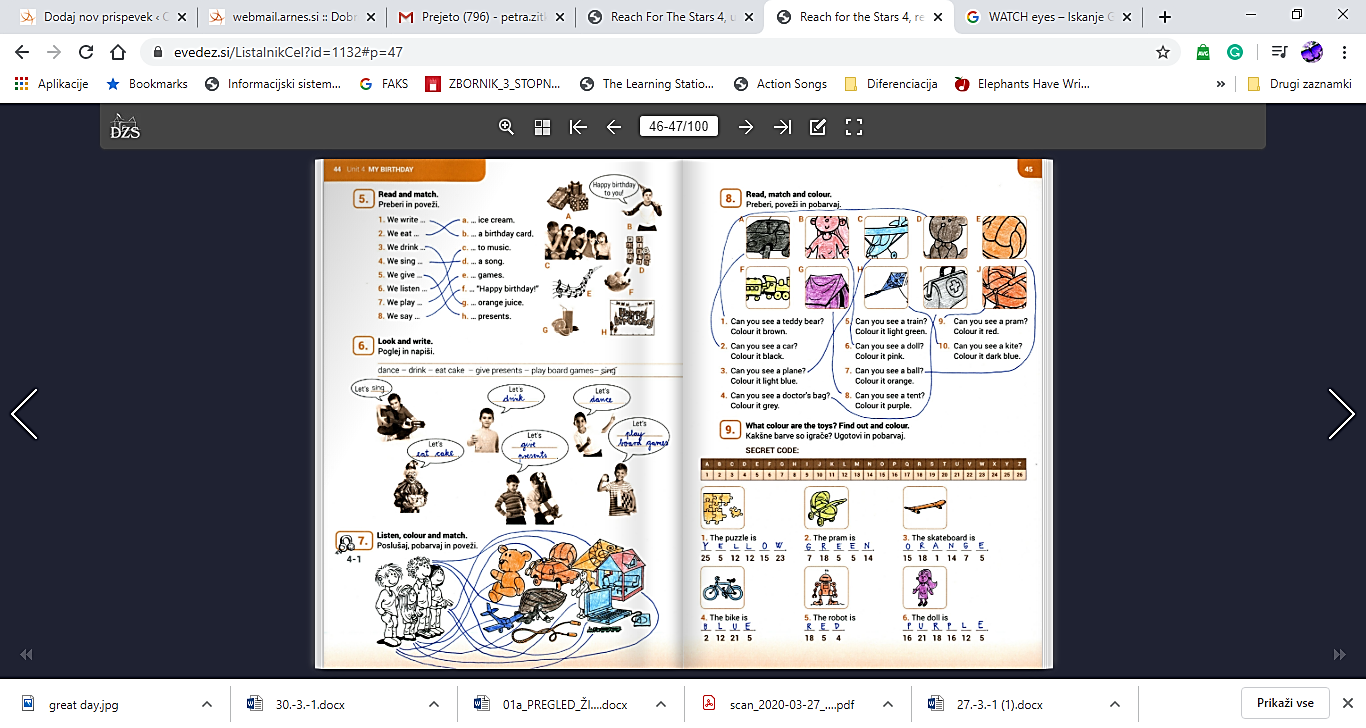 Dodaj nov prispevek ‹ O
webmail.arnes.si :: Dobr
Prejeto (796) - petra.zitk
Reach For The Stars 4, u
Reach for the Stars 4, re
WATCH eyes – Iskanje G
evedez.si/ListalnikCel?id=1132#p=47
Aplikacije
Bookmarks
Informacijski sistem...
FAKS
ZBORNIK_3_STOPN...
The Learning Statio...
Action Songs
Diferenciacija
Elephants Have Wri...
»
Drugi zaznamki
DZS
46-47/100
44 Unit 4 MY BIRTHDAY
5. Read and match.
Preberi in poveži.
1. We write ...
2. We eat ...
3. We drink ...
4. We sing ...
5. We give ...
6. We listen ...
7. We play ...
8. We say ...
a. ... ice cream.
b. ... a birthday card.
c. ... to music.
d. ... a song.
e. ... games.
f. ... "Happy birthday!"
g. ... orange juice.
h. ... presents.
Happy birthday
to you!
A
B
C
D
E
F
G
H
Happy
Birthday
6. Look and write.
Poglej in napiši.
dance – drink – eat cake – give presents – play board games – sing
Let's sing
Let's
drink
Let's
dance
Let's
eat cake
Let's
give
presents
Let's
play
board games
7. Listen, colour and match.
Poslušaj, pobarvaj in poveži.
4-1
45
8. Read, match and colour.
Preberi, poveži in pobarvaj.
A
B
C
D
E
F
G
H
I
J
1. Can you see a teddy bear?
Colour it brown.
2. Can you see a car?
Colour it black.
3. Can you see a plane?
Colour it light blue.
4. Can you see a doctor's bag?
Colour it grey.
5. Can you see a train?
Colour it light green.
6. Can you see a doll?
Colour it pink.
7. Can you see a ball?
Colour it orange.
8. Can you see a tent?
Colour it purple.
9. Can you see a pram?
Colour it red.
10. Can you see a kite?
Colour it dark blue.
9. What colour are the toys? Find out and colour.
Kakšne barve so igrače? Ugotovi in pobarvaj.
SECRET CODE:
A B C D E F G H I J K L M N O P Q R S T U V W X Y Z
1 2 3 4 5 6 7 8 9 10 11 12 13 14 15 16 17 18 19 20 21 22 23 24 25 26
1. The puzzle is
Y E L L O W
25 5 12 12 15 23
2. The pram is
G R E E N
7 18 5 5 14
3. The skateboard is
O R A N G E
15 18 1 14 7 5
4. The bike is
B L U E
2 12 21 5
5. The robot is
R E D
18 5 4
6. The doll is
P U R P L E
16 21 18 16 12 5
great day.jpg
30.-3.-1.docx
01a_PREGLED_ŽI....docx
scan_2020-03-27_....pdf
27.-3.-1 (1).docx
Prikaži vse